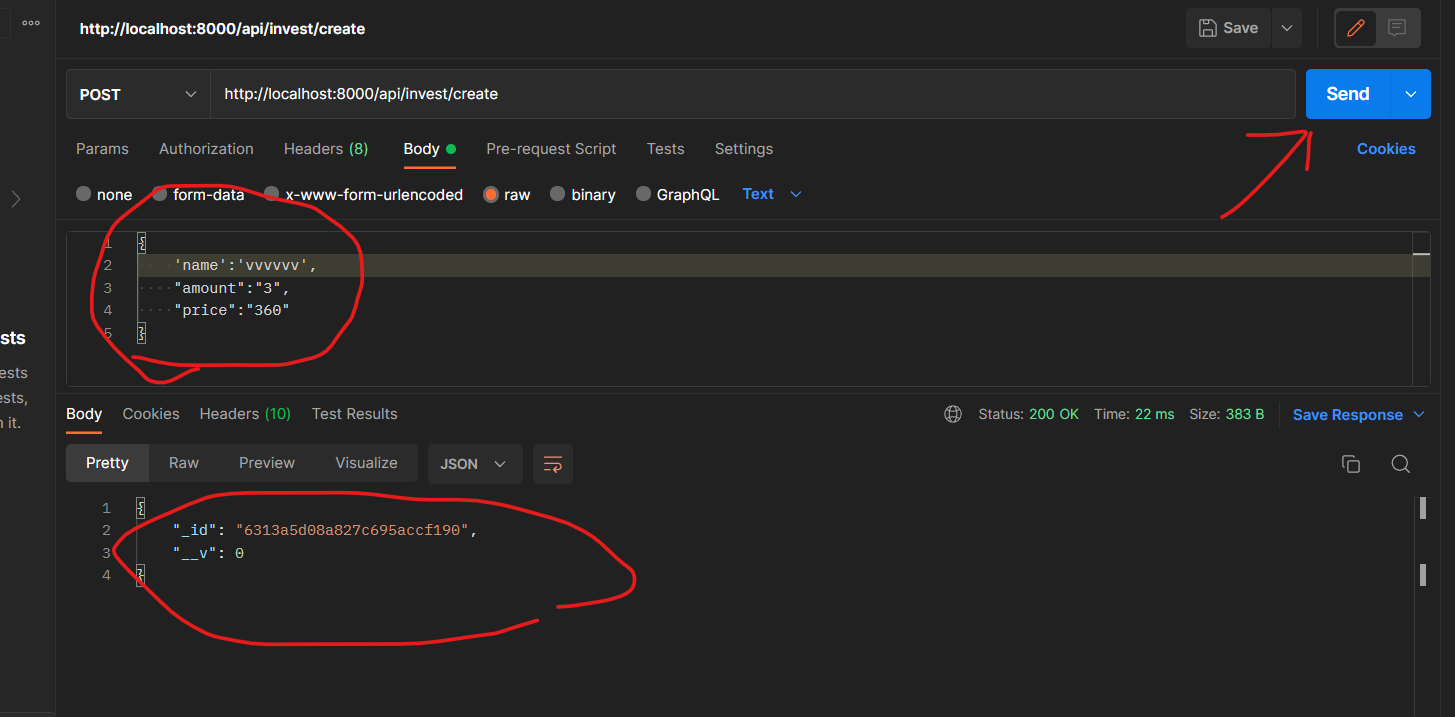 http://localhost:8000/api/invest/create
Save
POST
http://localhost:8000/api/invest/create
Send
Params Authorization Headers (8) Body Pre-request Script Tests Settings Cookies
none form-data x-www-form-urlencoded raw binary GraphQL Text
1 {
2 'name':'vvvvvv',
3 "amount":"3",
4 "price":"360"
5 }
sts
ests
ests,
n it.
Body Cookies Headers (10) Test Results Status: 200 OK Time: 22 ms Size: 383 B Save Response
Pretty Raw Preview Visualize JSON
1 {
2 "_id": "6313a5d08a827c695accf190",
3 "__v": 0
4 }